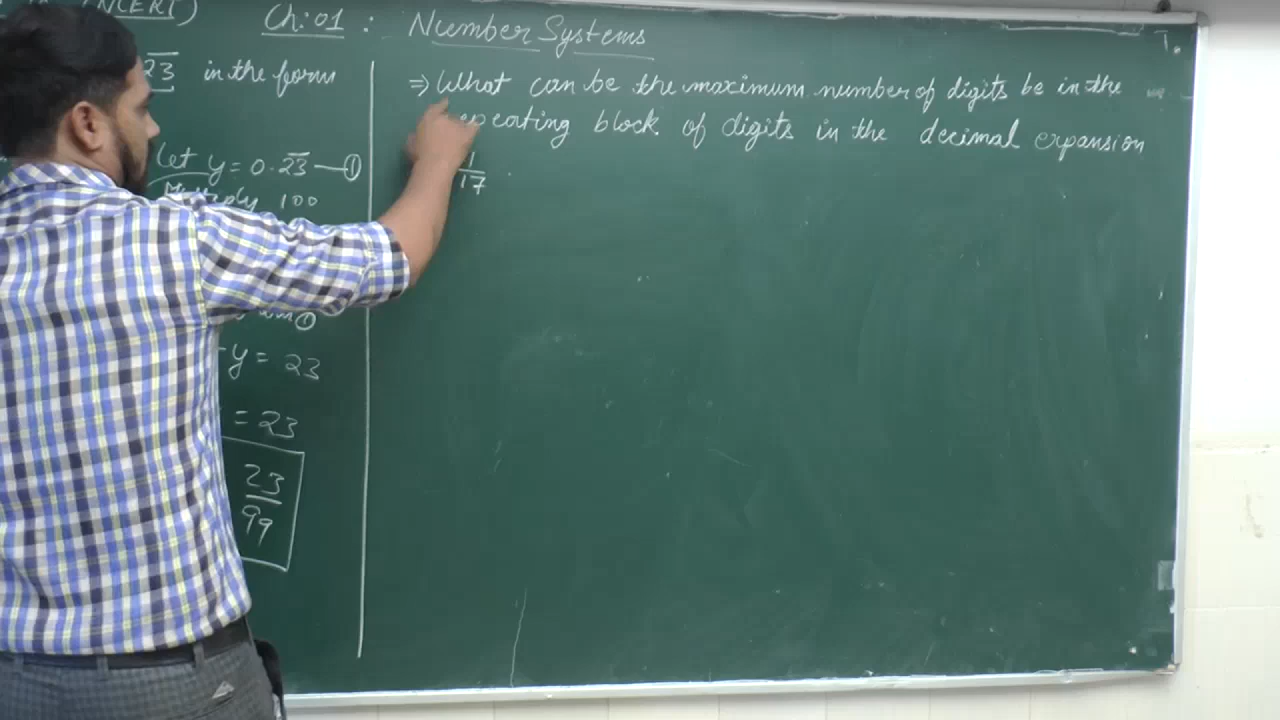 (NCERT) Ch: 01 : Number Systems
23 in the form
let y = 0.23 — ①
Multiply 100
①
y = 23
= 23
23
99
⇒ What can be the maximum number of digits be in the
repeating block of digits in the decimal expansion
1
17 .